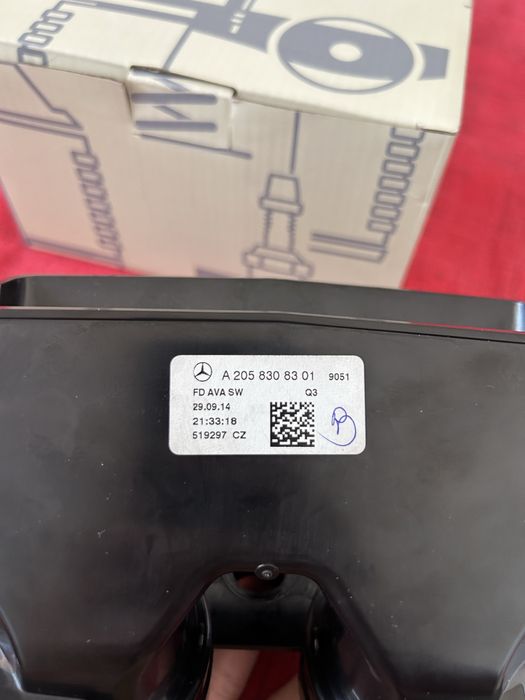 A 205 830 83 01 9051
FD AVA SW Q3
29.09.14
21:33:18
519297 CZ